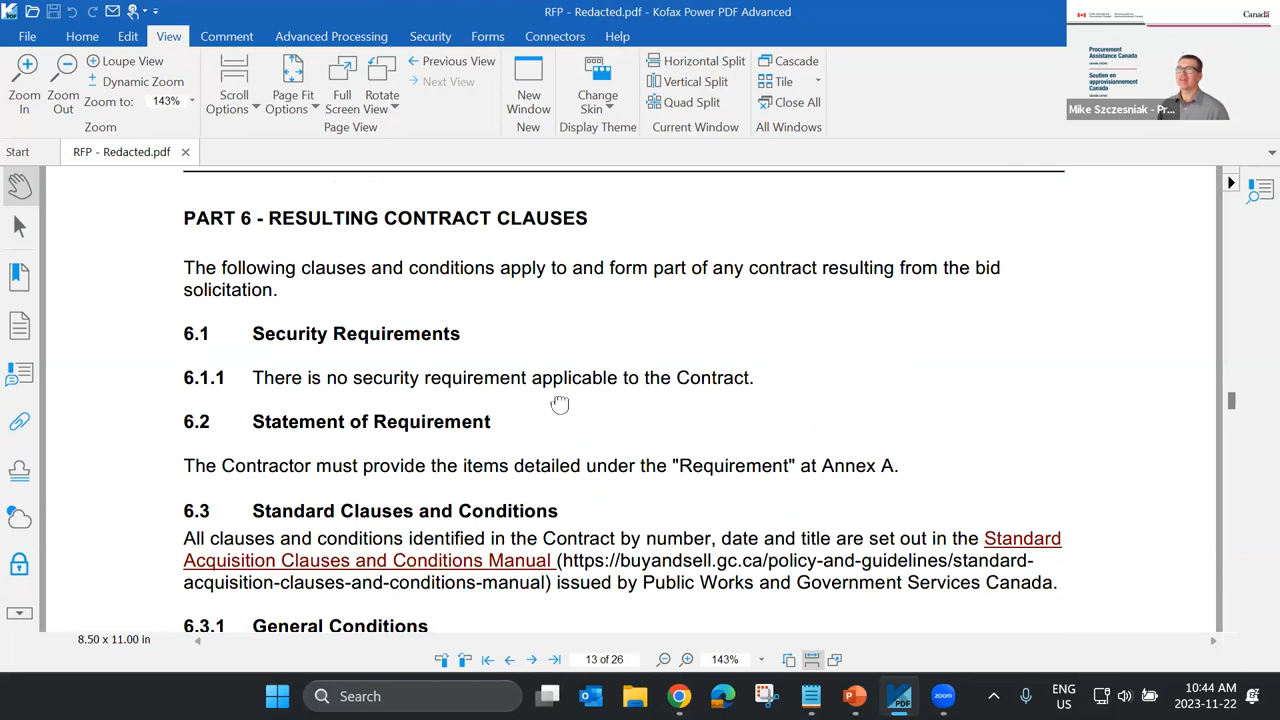 RFP - Redacted.pdf - Kofax Power PDF Advanced
File Home Edit View Comment Advanced Processing Security Forms Connectors Help
Zoom In
Zoom Out
Loupe View
Dynamic Zoom
Zoom to: 143%
Zoom
Scroll Options
Page Fit Options
Full Screen
Rotate View
Previous View
Next View
Page View
New Window
New
Change Skin
Display Theme
Horizontal Split
Vertical Split
Quad Split
Current Window
Cascade
Tile
Close All
All Windows
Canada
Procurement
Assistance Canada
Soutien en
approvisionnement
Canada
Mike Szczesniak - Pr...
Start RFP - Redacted.pdf
PART 6 - RESULTING CONTRACT CLAUSES
The following clauses and conditions apply to and form part of any contract resulting from the bid
solicitation.
6.1 Security Requirements
6.1.1 There is no security requirement applicable to the Contract.
6.2 Statement of Requirement
The Contractor must provide the items detailed under the "Requirement" at Annex A.
6.3 Standard Clauses and Conditions
All clauses and conditions identified in the Contract by number, date and title are set out in the Standard
Acquisition Clauses and Conditions Manual (https://buyandsell.gc.ca/policy-and-guidelines/standard-
acquisition-clauses-and-conditions-manual) issued by Public Works and Government Services Canada.
6.3.1 General Conditions
8.50 x 11.00 in
13 of 26 143%
Search
PDF
zoom
ENG
US
10:44 AM
2023-11-22